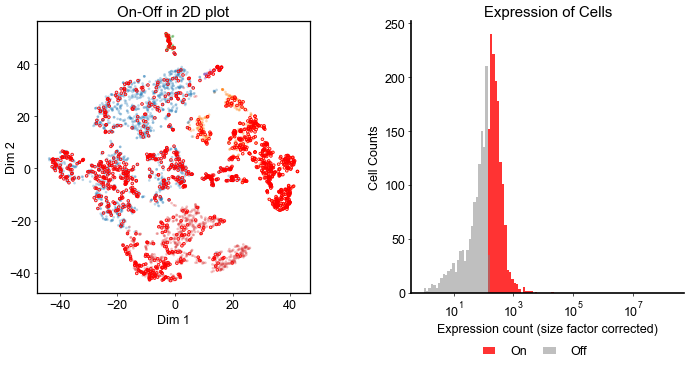 On-Off in 2D plot
40
20
0
−20
−40
Dim 2
−40
−20
0
20
40
Dim 1
Expression of Cells
250
200
150
100
50
0
Cell Counts
10^1
10^3
10^5
10^7
Expression count (size factor corrected)
On
Off